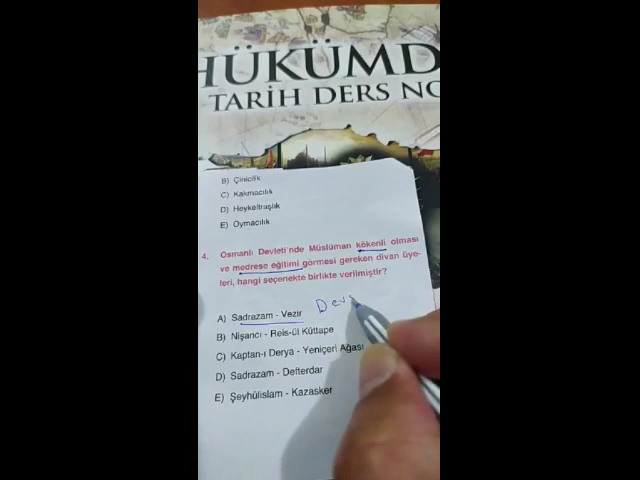 HÜKÜMD
TARİH DERS NO
B) Çinicilik
C) Kakmacılık
D) Heykeltraşlık
E) Oymacılık
4. Osmanlı Devleti'nde Müslüman kökenli olması
ve medrese eğitimi görmesi gereken divan üye-
leri, hangi seçenekte birlikte verilmiştir?
A) Sadrazam - Vezir Devş
B) Nişancı - Reis-ül Küttape
C) Kaptan-ı Derya - Yeniçeri Ağası
D) Sadrazam - Defterdar
E) Şeyhülislam - Kazasker